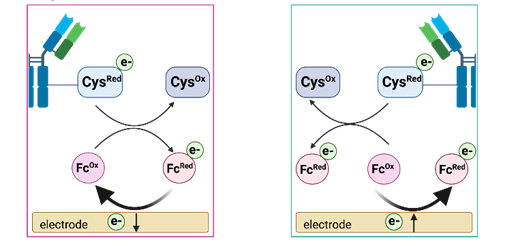 e-
Cys^Red Cys^Ox
e-
Fc^Ox Fc^Red
electrode e-
e-
Cys^Ox Cys^Red
e- e-
Fc^Red Fc^Ox Fc^Red
electrode e-